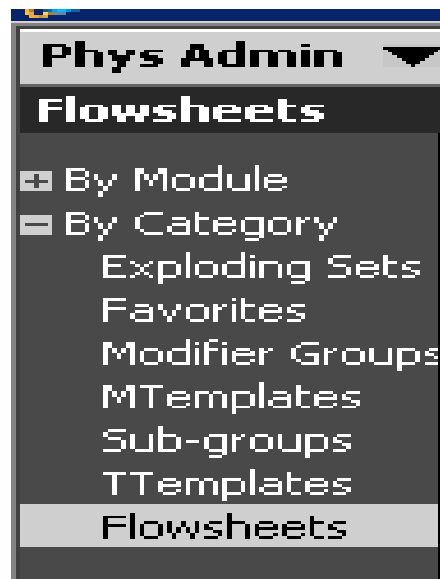 Phys Admin
Flowsheets
By Module
By Category
Exploding Sets
Favorites
Modifier Groups
MTemplates
Sub-groups
TTemplates
Flowsheets